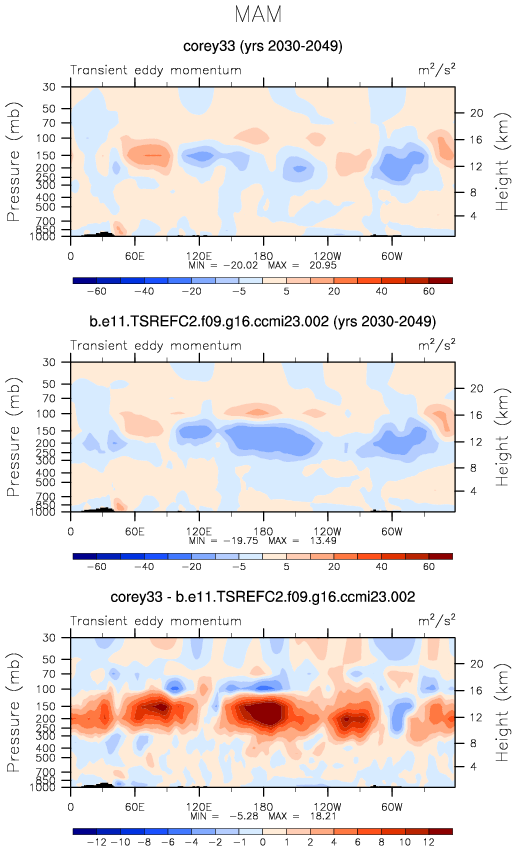 MAM
corey33 (yrs 2030-2049)
Transient eddy momentum m²/s²
Pressure (mb)
30
50
70
100
150
200
250
300
500
700
850
1000
20
16
12
8
4
Height (km)
0 60E 120E 180 120W 60W
MIN = -20.02 MAX = 20.95
-60 -40 -20 -5 5 20 40 60
b.e11.TSREFC2.f09.g16.ccmi23.002 (yrs 2030-2049)
Transient eddy momentum m²/s²
Pressure (mb)
30
50
70
100
150
200
250
300
500
700
850
1000
20
16
12
8
4
Height (km)
0 60E 120E 180 120W 60W
MIN = -19.75 MAX = 13.49
-60 -40 -20 -5 5 20 40 60
corey33 - b.e11.TSREFC2.f09.g16.ccmi23.002
Transient eddy momentum m²/s²
Pressure (mb)
30
50
70
100
150
200
250
300
500
700
850
1000
20
16
12
8
4
Height (km)
0 60E 120E 180 120W 60W
MIN = -5.28 MAX = 18.21
-12 -10 -8 -6 -4 -2 -1 0 1 2 4 6 8 10 12